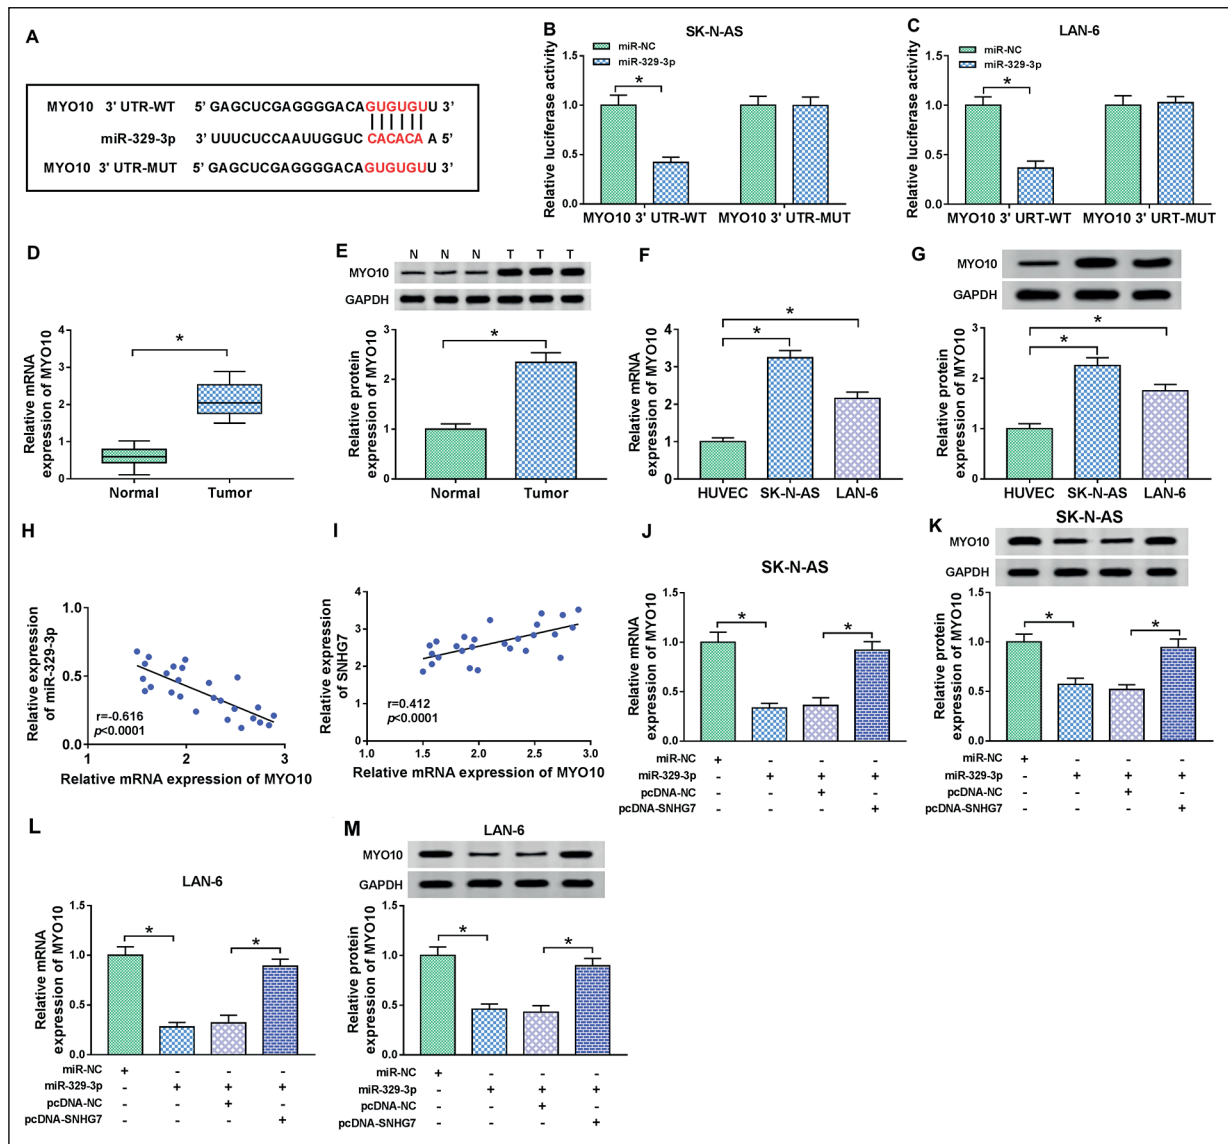 A
MYO10 3' UTR-WT 5' GAGCUCGAGGGGACAGUGUGUU 3'
miR-329-3p 3' UUUCUCCAAUUGGUC CACACA A 5'
MYO10 3' UTR-MUT 5' GAGCUCGAGGGGACAGUGUGUU 3'
B
SK-N-AS
miR-NC
miR-329-3p
Relative luciferase activity
1.5
1.0
0.5
0.0
*
MYO10 3' UTR-WT MYO10 3' UTR-MUT
C
LAN-6
miR-NC
miR-329-3p
Relative luciferase activity
1.5
1.0
0.5
0.0
*
MYO10 3' URT-WT MYO10 3' URT-MUT
D
Relative mRNA
expression of MYO10
4
3
2
1
0
*
Normal Tumor
E
N N N T T T
MYO10
GAPDH
Relative protein
expression of MYO10
3
2
1
0
*
Normal Tumor
F
Relative mRNA
expression of MYO10
4
3
2
1
0
*
*
HUVEC SK-N-AS LAN-6
G
MYO10
GAPDH
Relative protein
expression of MYO10
3
2
1
0
*
*
HUVEC SK-N-AS LAN-6
H
Relative expression
of miR-329-3p
1.0
0.5
0.0
r=-0.616
p<0.0001
1 2 3
Relative mRNA expression of MYO10
I
Relative expression
of SNHG7
4
3
2
1
0
r=0.412
p<0.0001
1.0 1.5 2.0 2.5 3.0
Relative mRNA expression of MYO10
J
SK-N-AS
Relative mRNA
expression of MYO10
1.5
1.0
0.5
0.0
*
*
miR-NC + - - -
miR-329-3p - + + +
pcDNA-NC - - + -
pcDNA-SNHG7 - - - +
K
SK-N-AS
MYO10
GAPDH
Relative protein
expression of MYO10
1.5
1.0
0.5
0.0
*
*
miR-NC + - - -
miR-329-3p - + + +
pcDNA-NC - - + -
pcDNA-SNHG7 - - - +
L
LAN-6
Relative mRNA
expression of MYO10
1.5
1.0
0.5
0.0
*
*
miR-NC + - - -
miR-329-3p - + + +
pcDNA-NC - - + -
pcDNA-SNHG7 - - - +
M
LAN-6
MYO10
GAPDH
Relative protein
expression of MYO10
1.5
1.0
0.5
0.0
*
*
miR-NC + - - -
miR-329-3p - + + +
pcDNA-NC - - + -
pcDNA-SNHG7 - - - +